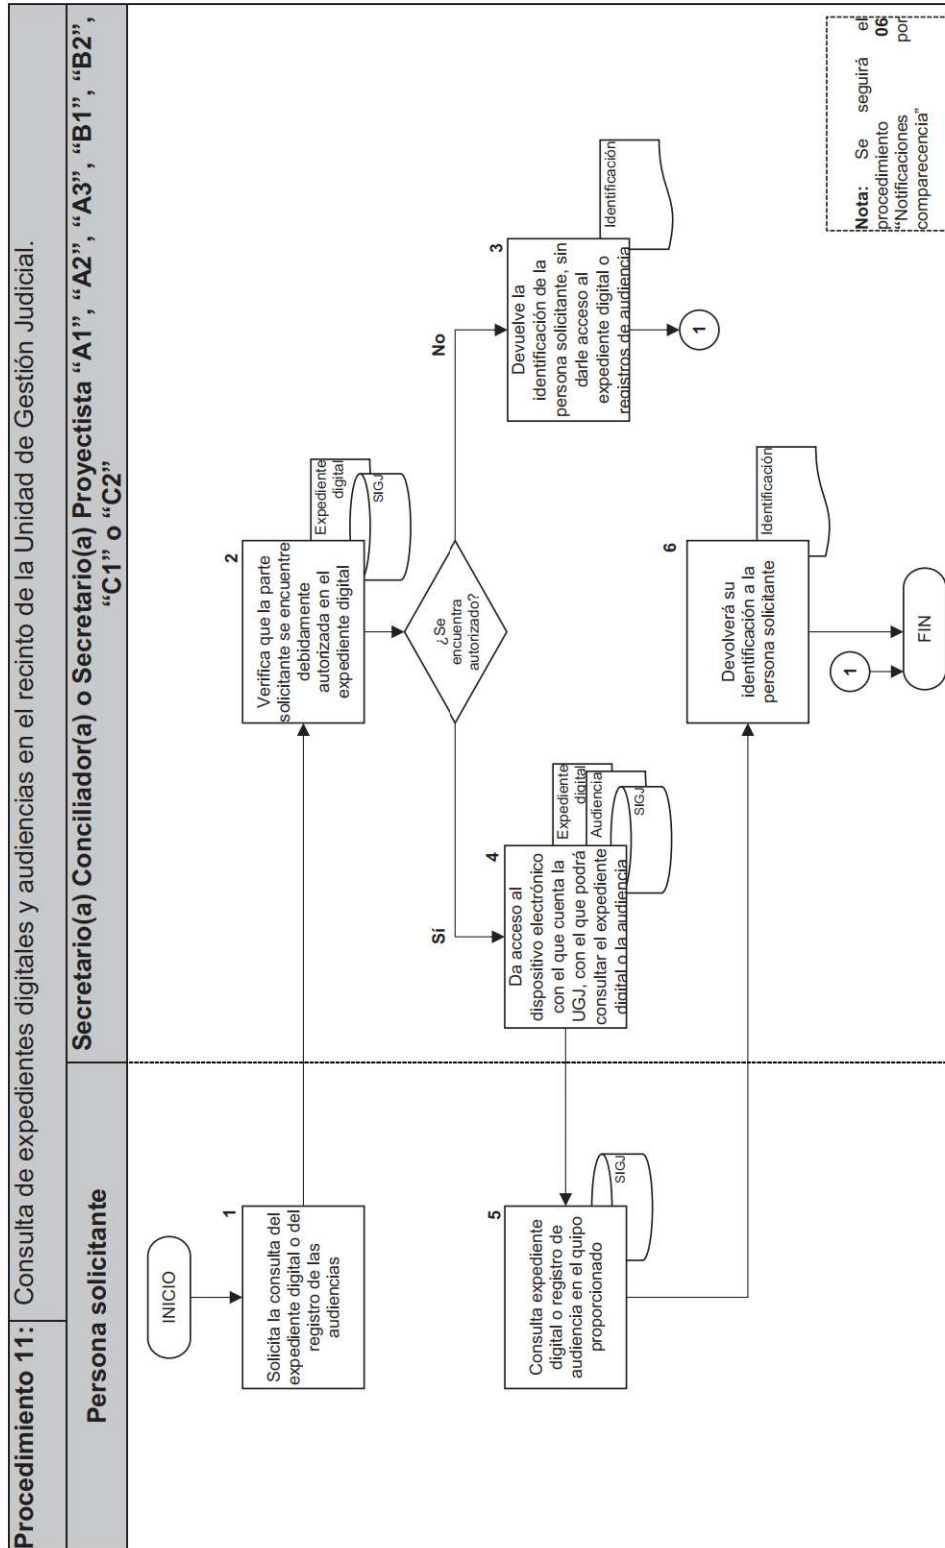 Procedimiento 11: Consulta de expedientes digitales y audiencias en el recinto de la Unidad de Gestión Judicial.
Persona solicitante
Secretario(a) Conciliador(a) o Secretario(a) Proyectista “A1”, “A2”, “A3”, “B1”, “B2”,
“C1” o “C2”
INICIO
1
Solicita la consulta del
expediente digital o del
registro de las
audiencias
2
Verifica que la parte
solicitante se encuentre
debidamente
autorizada en el
expediente digital
Expediente
digital
SIGJ
¿Se
encuentra
autorizado?
No
3
Devuelve la
identificación de la
persona solicitante, sin
darle acceso al
expediente digital o
registros de audiencia
Identificación
1
Sí
4
Da acceso al
dispositivo electrónico
con el que cuenta la
UGJ, con el que podrá
consultar el expediente
digital o la audiencia
Expediente
digital
Audiencia
SIGJ
5
Consulta expediente
digital o registro de
audiencia en el quipo
proporcionado
SIGJ
6
Devolverá su
identificación a la
persona solicitante
Identificación
1
FIN
Nota: Se seguirá el
procedimiento 06
“Notificaciones por
comparecencia”